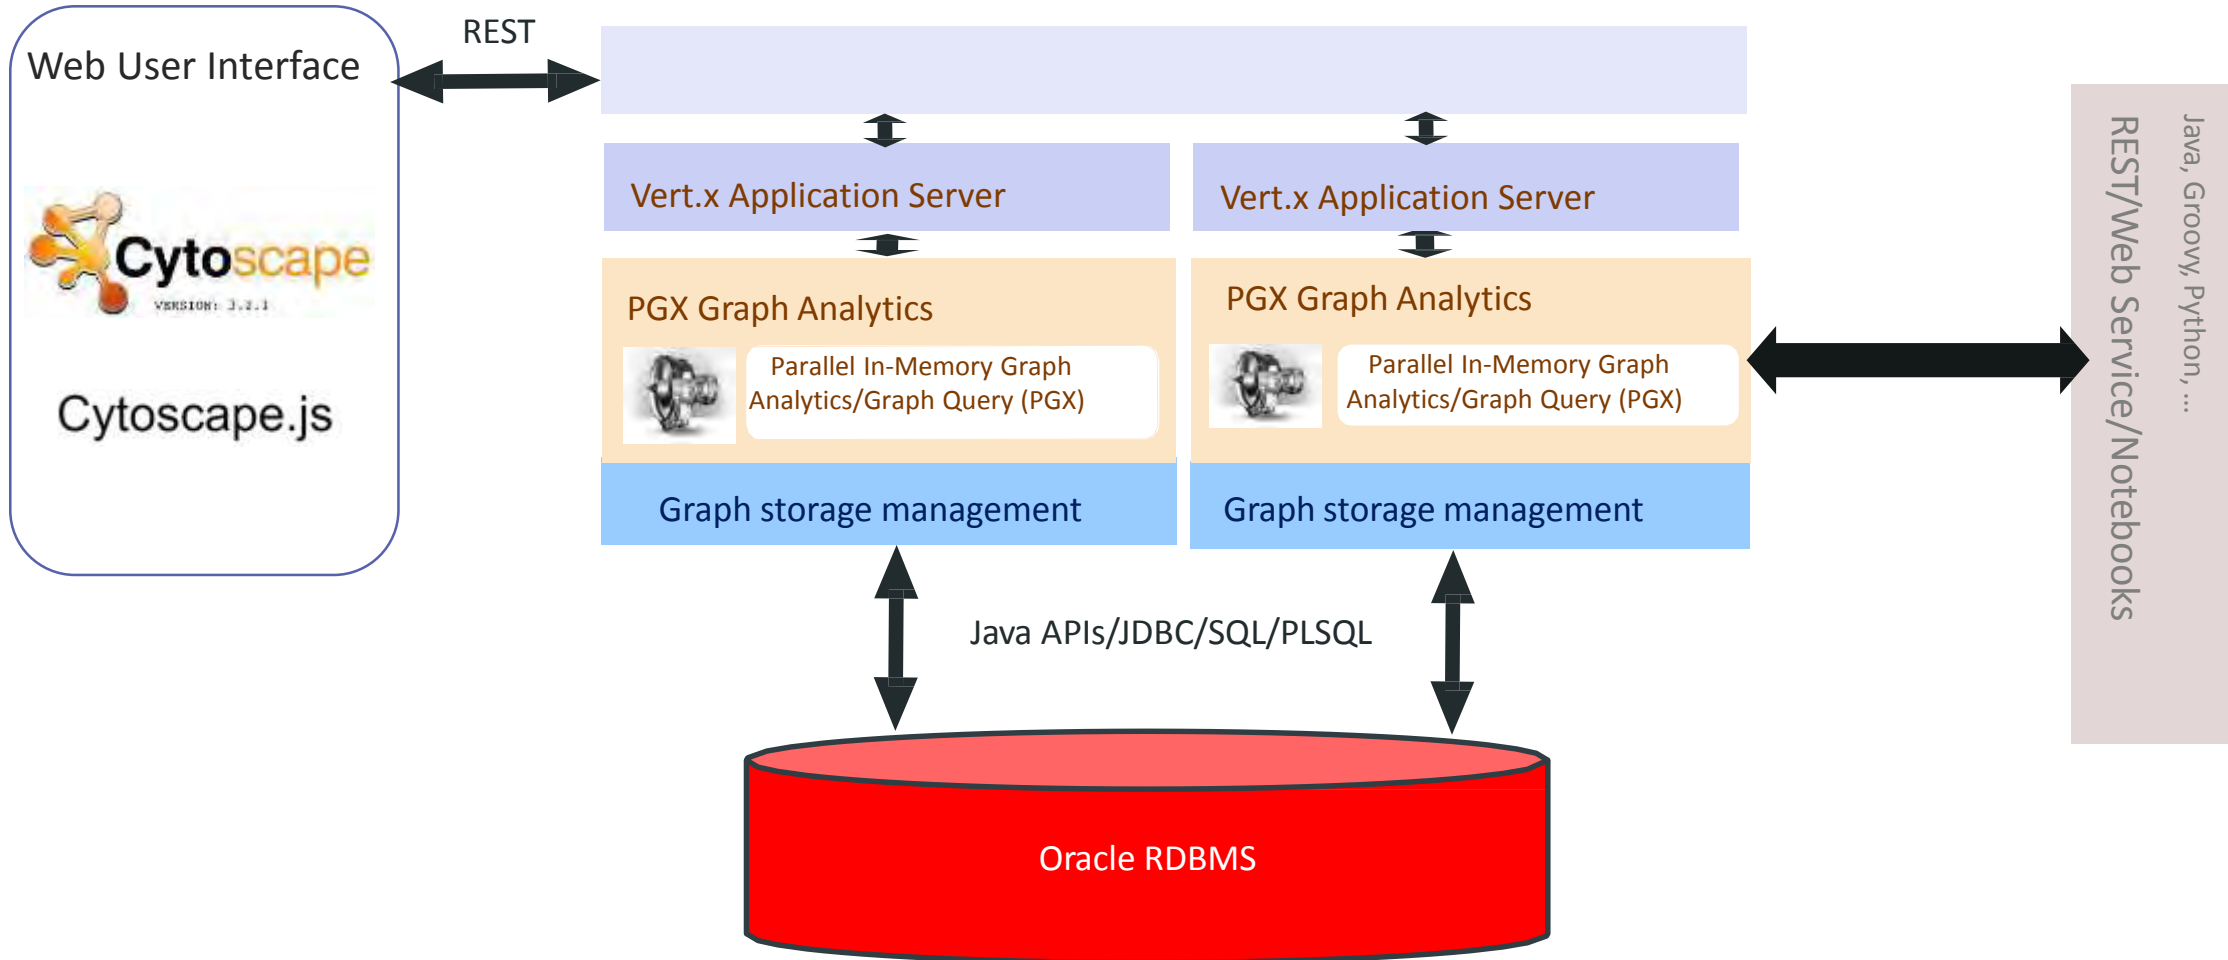 REST
Web User Interface
Cytoscape
VERSION: 3.2.1
Cytoscape.js
Vert.x Application Server
Vert.x Application Server
PGX Graph Analytics
Parallel In-Memory Graph
Analytics/Graph Query (PGX)
PGX Graph Analytics
Parallel In-Memory Graph
Analytics/Graph Query (PGX)
Graph storage management
Graph storage management
Java APIs/JDBC/SQL/PLSQL
Oracle RDBMS
Java, Groovy, Python, ...
REST/Web Service/Notebooks